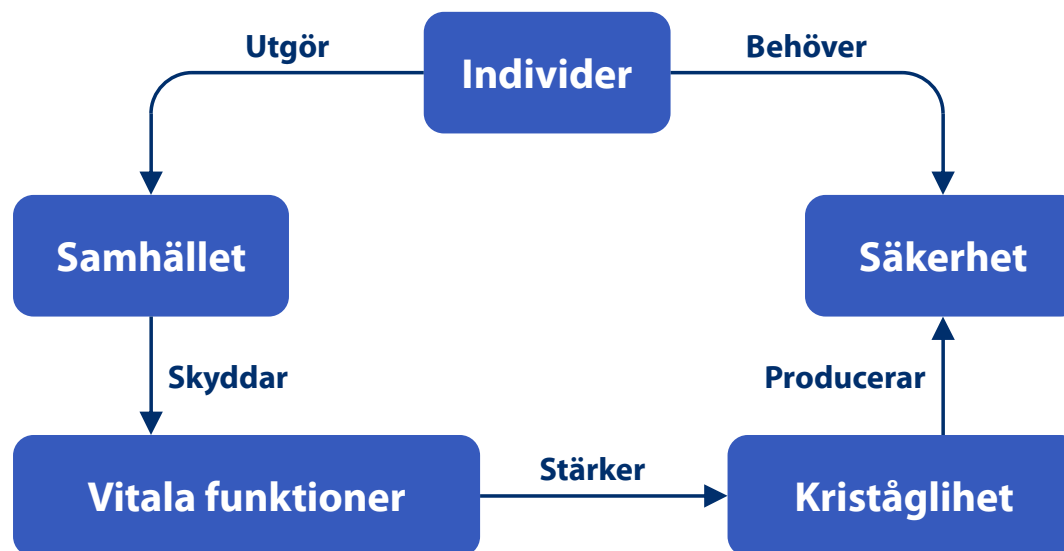 Utgör
Individer
Behöver
Samhället
Säkerhet
Skyddar
Producerar
Vitala funktioner
Stärker
Kriståglihet